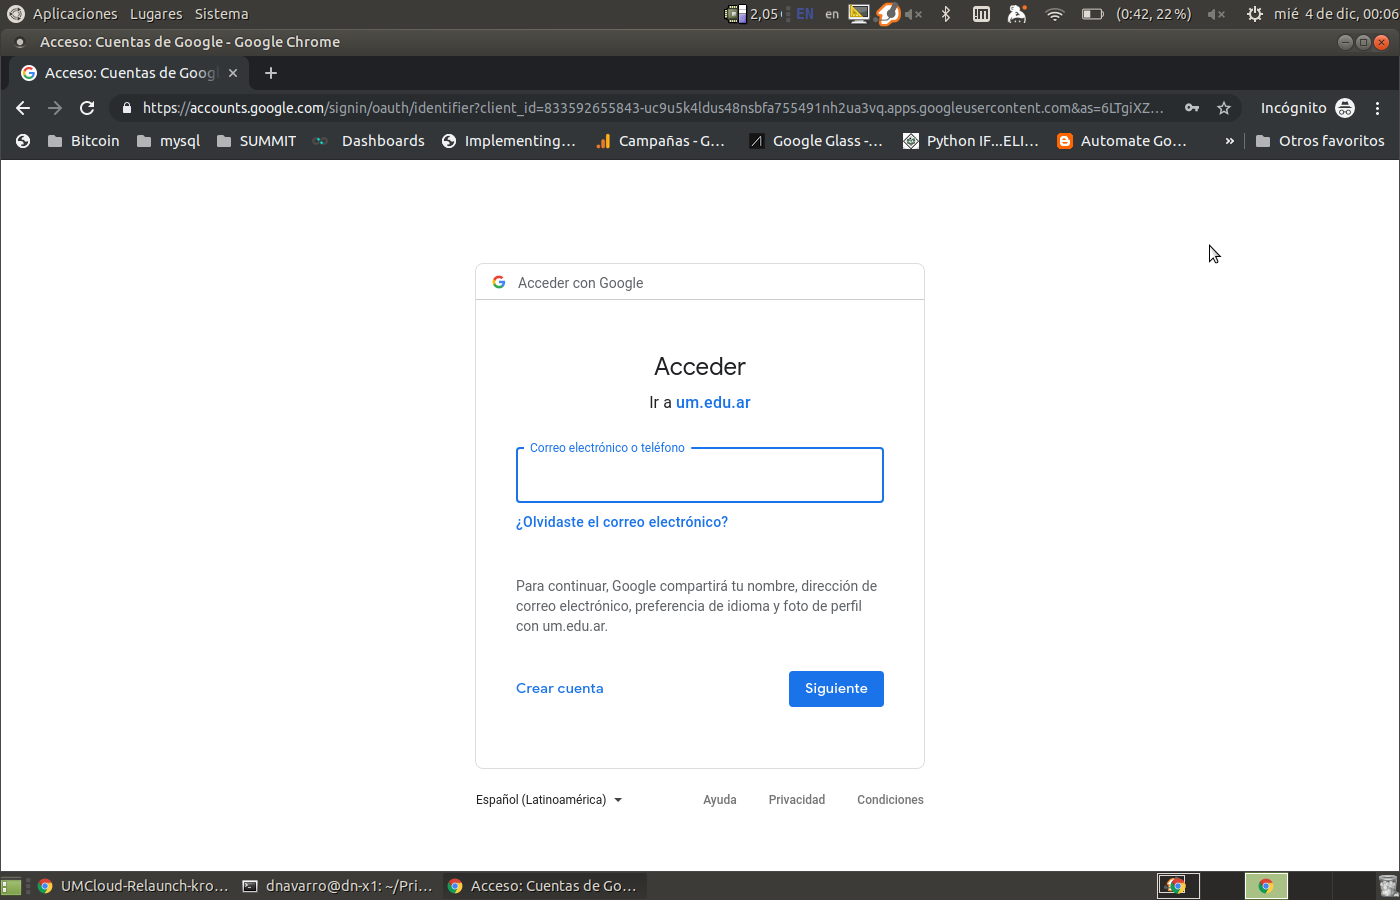 Aplicaciones Lugares Sistema 2,05 EN en (0:42, 22 %) mié 4 de dic, 00:06
Acceso: Cuentas de Google - Google Chrome
Acceso: Cuentas de Googl
https://accounts.google.com/signin/oauth/identifier?client_id=833592655843-uc9u5k4ldus48nsbfa755491nh2ua3vq.apps.googleusercontent.com&as=6LTgiXZ... Incógnito
Bitcoin mysql SUMMIT Dashboards Implementing... Campañas - G... Google Glass -... Python IF...ELI... Automate Go... » Otros favoritos
Acceder con Google
Acceder
Ir a um.edu.ar
Correo electrónico o teléfono
¿Olvidaste el correo electrónico?
Para continuar, Google compartirá tu nombre, dirección de
correo electrónico, preferencia de idioma y foto de perfil
con um.edu.ar.
Crear cuenta Siguiente
Español (Latinoamérica) Ayuda Privacidad Condiciones
UMCloud-Relaunch-kro... dnavarro@dn-x1: ~/Pri... Acceso: Cuentas de Go...